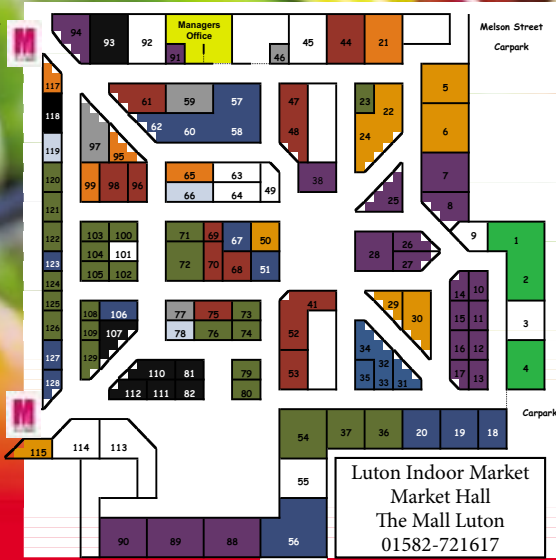 Managers
Office
Melson Street
Carpark
94 93 92 91 46 45 44 21
M
117 118 119 120 121 122 123 124 125 126 127 128
61 59 57
62 60 58
97 95
99 98 96
65 63
66 64 49
47
48
38
23 22
24
25
5
6
7
8
9 1
2
3
4
103 100
104 101
105 102
71 69 67 50
72 70 68 51
28 26
27
14 10
15 11
16 12
17 13
108 106
109 107
129
77 75 73
78 76 74
41
52
53
29 30
34
35 32
33 31
110 81
112 111 82
79
80
M
115 114 113
54 37 36 20 19 18
Carpark
55
90 89 88 56
Luton Indoor Market
Market Hall
The Mall Luton
01582-721617